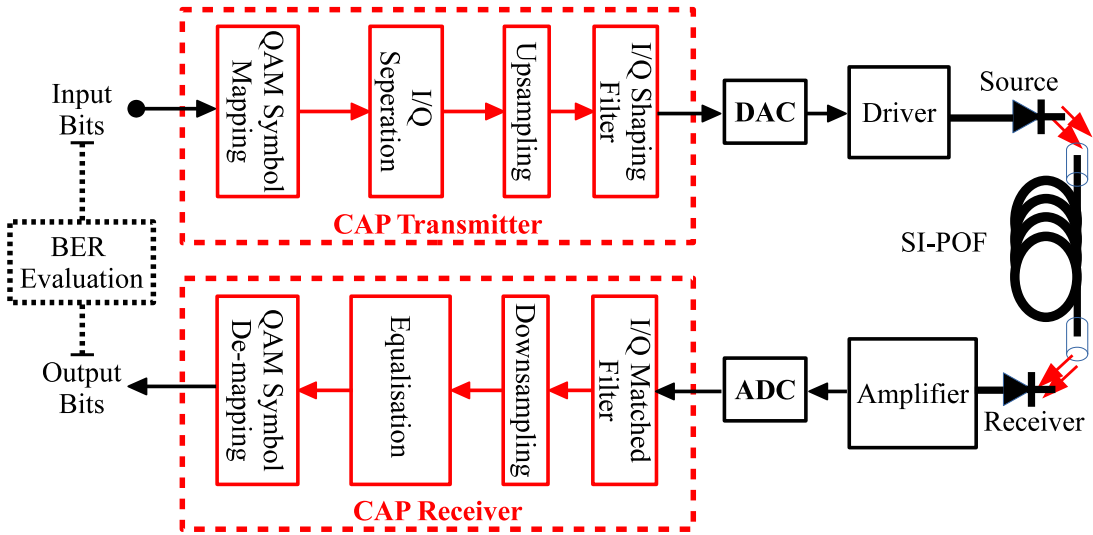 Input
Bits
QAM Symbol
Mapping
I/Q
Seperation
Upsampling
I/Q Shaping
Filter
CAP Transmitter
DAC
Driver
Source
SI-POF
BER
Evaluation
Output
Bits
QAM Symbol
De-mapping
Equalisation
Downsampling
I/Q Matched
Filter
CAP Receiver
ADC
Amplifier
Receiver